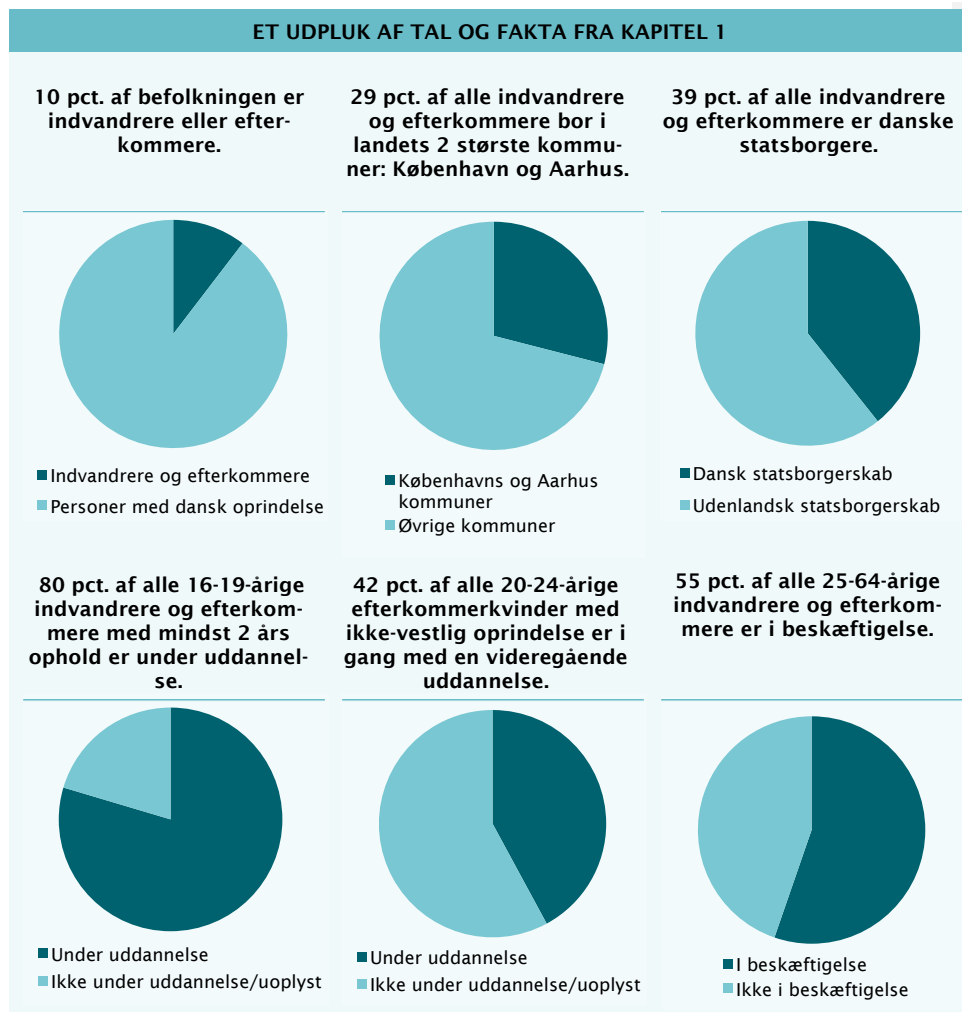 ET UDPLUK AF TAL OG FAKTA FRA KAPITEL 1
10 pct. af befolkningen er
indvandrere eller efter-
kommere.
29 pct. af alle indvandrere
og efterkommere bor i
landets 2 største kommu-
ner: København og Aarhus.
39 pct. af alle indvandrere
og efterkommere er danske
statsborgere.
Indvandrere og efterkommere
Personer med dansk oprindelse
Københavns og Aarhus
kommuner
Øvrige kommuner
Dansk statsborgerskab
Udenlandsk statsborgerskab
80 pct. af alle 16-19-årige
indvandrere og efterkom-
mere med mindst 2 års
ophold er under uddannel-
se.
42 pct. af alle 20-24-årige
efterkommerkvinder med
ikke-vestlig oprindelse er i
gang med en videregående
uddannelse.
55 pct. af alle 25-64-årige
indvandrere og efterkom-
mere er i beskæftigelse.
Under uddannelse
Ikke under uddannelse/uoplyst
Under uddannelse
Ikke under uddannelse/uoplyst
I beskæftigelse
Ikke i beskæftigelse